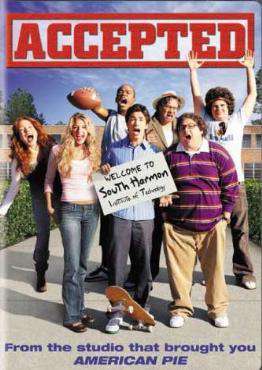 ACCEPTED
WELCOME TO
SOUTH HARMON
INSTITUTE OF TECHNOLOGY
From the studio that brought you
AMERICAN PIE